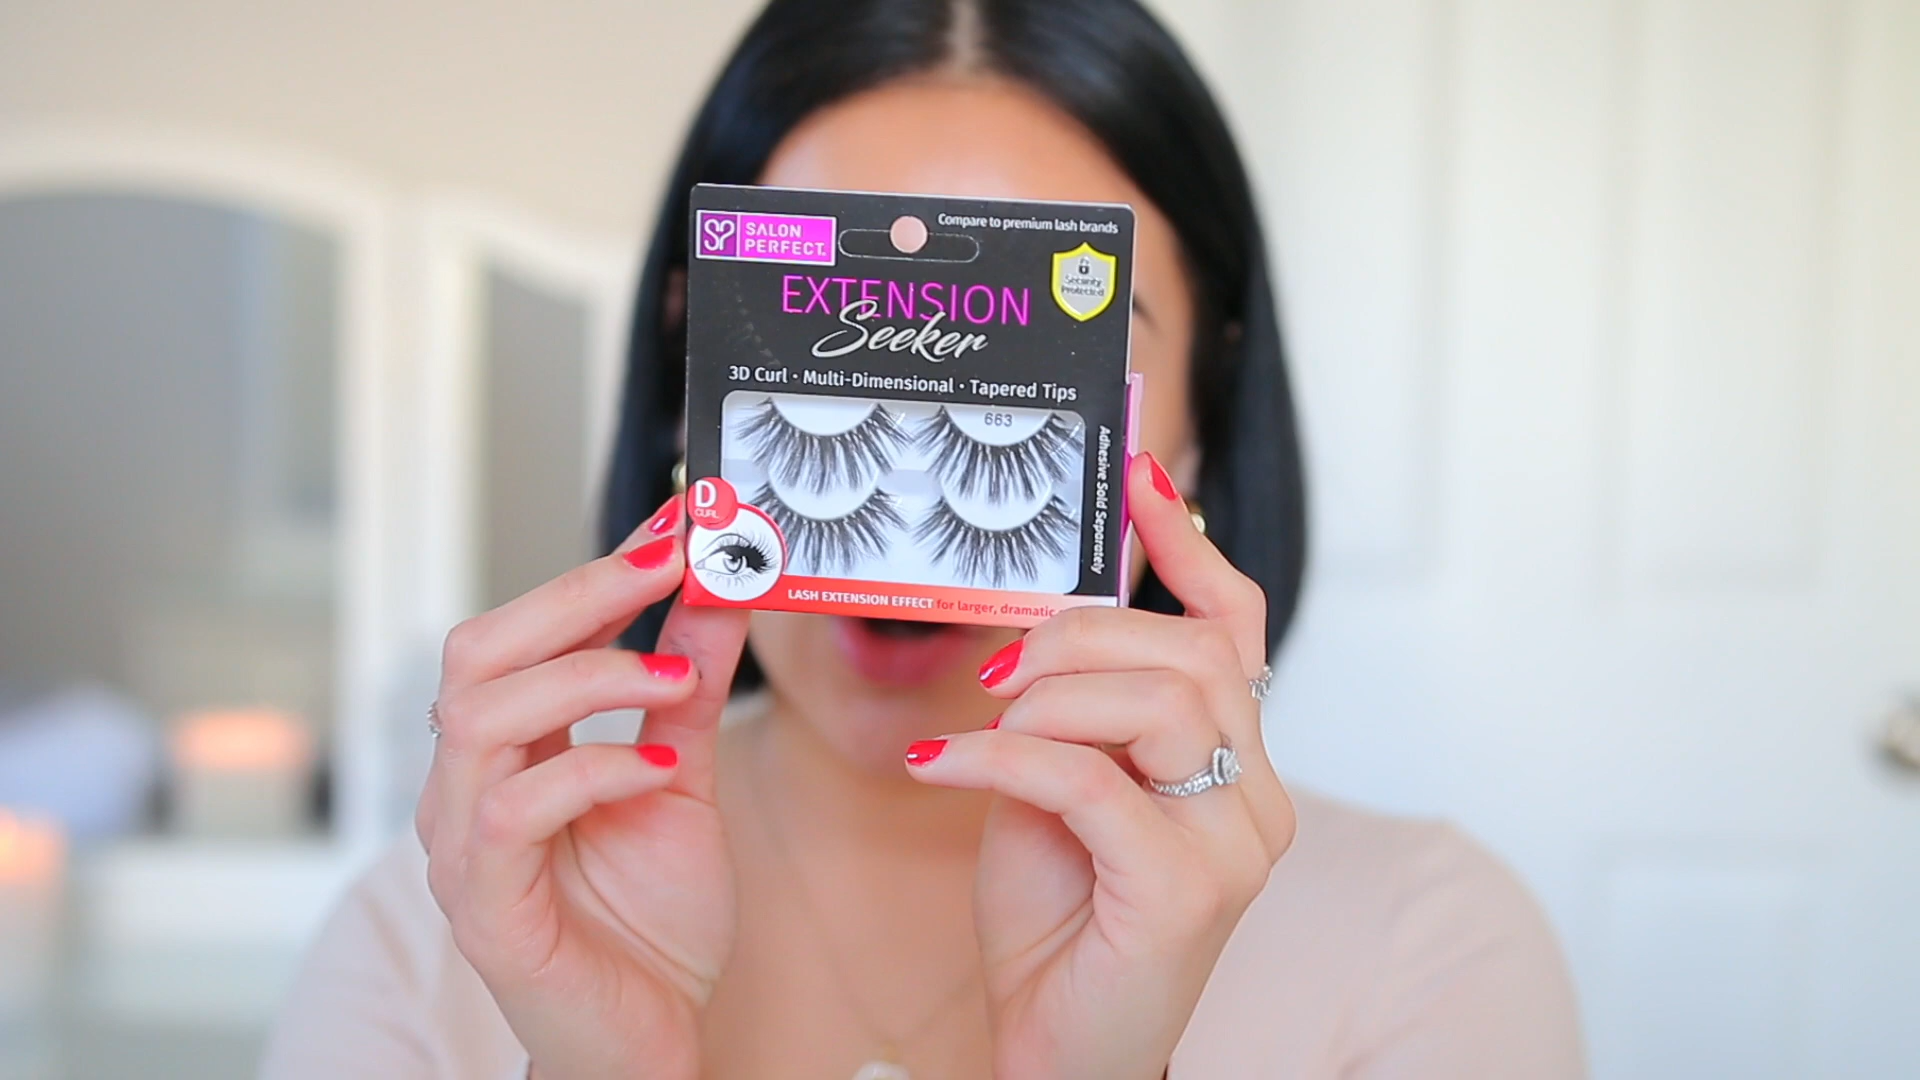 SP SALON
PERFECT.
Compare to premium lash brands
Security
Protected
EXTENSION
Seeker
3D Curl · Multi-Dimensional · Tapered Tips
663
Adhesive Sold Separately
D
CURL
LASH EXTENSION EFFECT for larger, dramatic